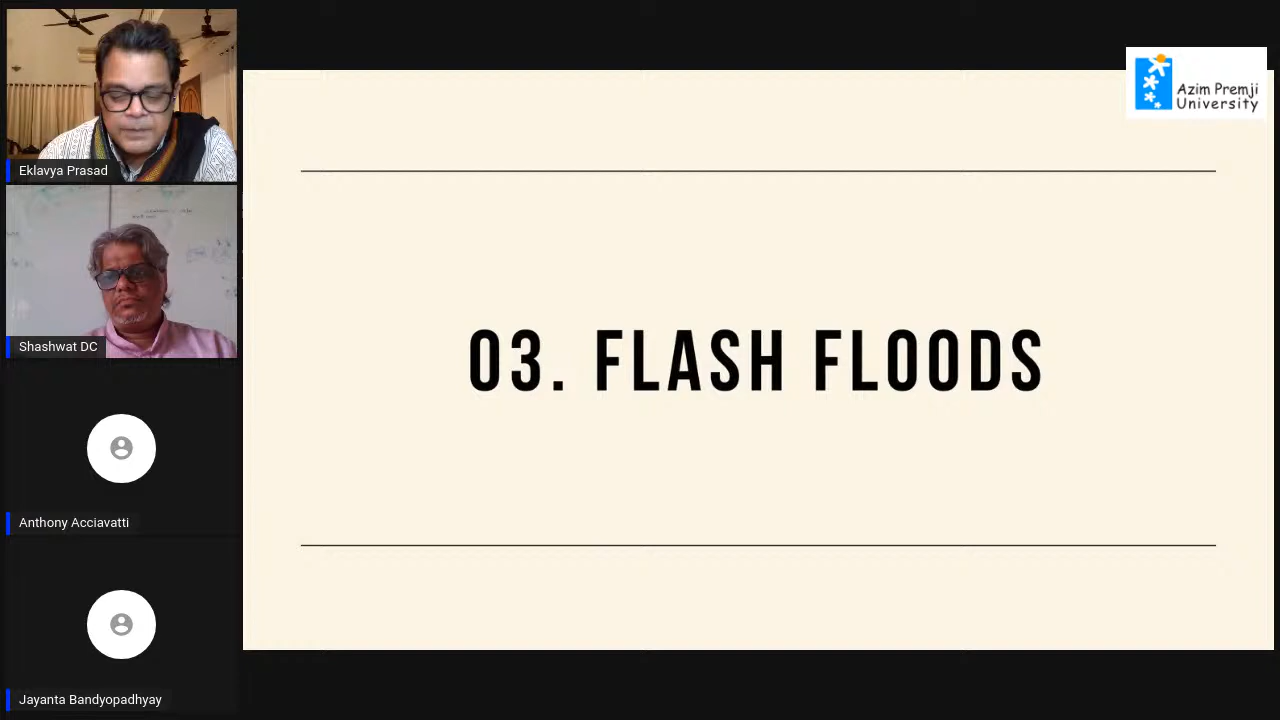 Eklavya Prasad
Shashwat DC
Anthony Acciavatti
Jayanta Bandyopadhyay
Azim Premji
University
03. FLASH FLOODS